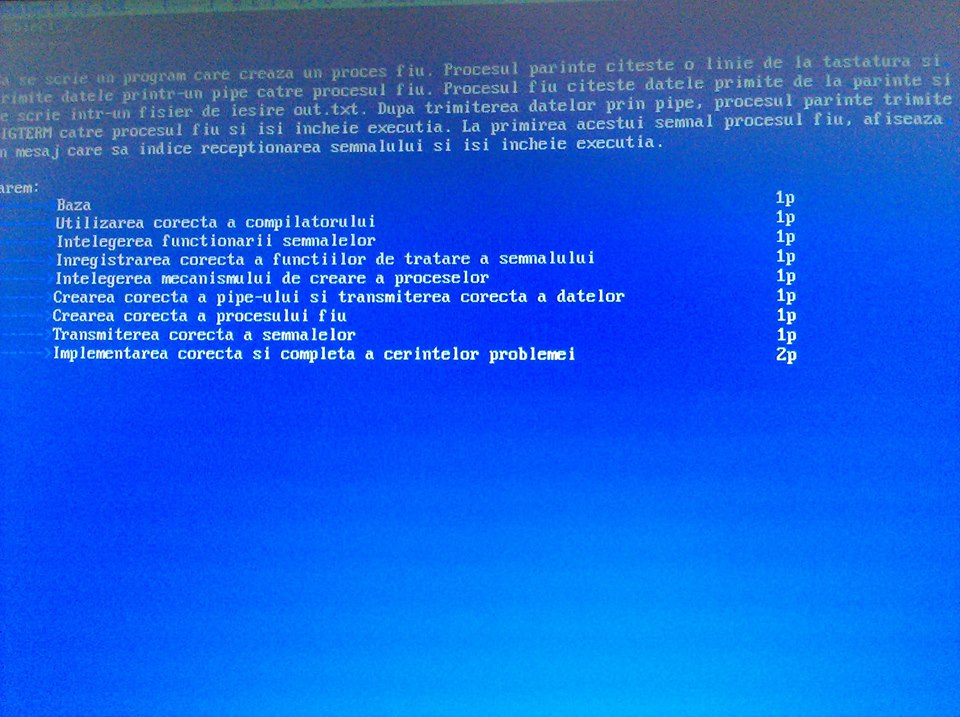 a se scrie un program care creaza un proces fiu. Procesul parinte citeste o linie de la tastatura si
rimite datele printr-un pipe catre procesul fiu. Procesul fiu citeste datele primite de la parinte si
e scrie intr-un fisier de iesire out.txt. Dupa trimiterea datelor prin pipe, procesul parinte trimite
IGTERM catre procesul fiu si isi incheie executia. La primirea acestui semnal procesul fiu, afiseaza
n mesaj care sa indice receptionarea semnalului si isi incheie executia.
arem:
Baza 1p
Utilizarea corecta a compilatorului 1p
Intelegerea functionarii semnalelor 1p
Inregistrarea corecta a functiilor de tratare a semnalului 1p
Intelegerea mecanismului de creare a proceselor 1p
Crearea corecta a pipe-ului si transmiterea corecta a datelor 1p
Crearea corecta a procesului fiu 1p
Transmiterea corecta a semnalelor 1p
Implementarea corecta si completa a cerintelor problemei 2p